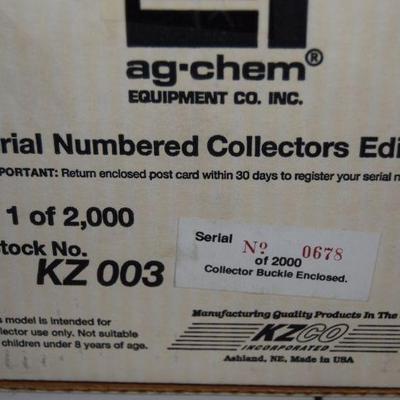 ag·chem®
EQUIPMENT CO. INC.
rial Numbered Collectors Edi
PORTANT: Return enclosed post card within 30 days to register your serial n
1 of 2,000
Serial Nº 0678
of 2000
Collector Buckle Enclosed.
tock No.
KZ 003
s model is intended for
lector use only. Not suitable
children under 8 years of age.
Manufacturing Quality Products In The
KZCO
INCORPORATED
Ashland, NE, Made in USA